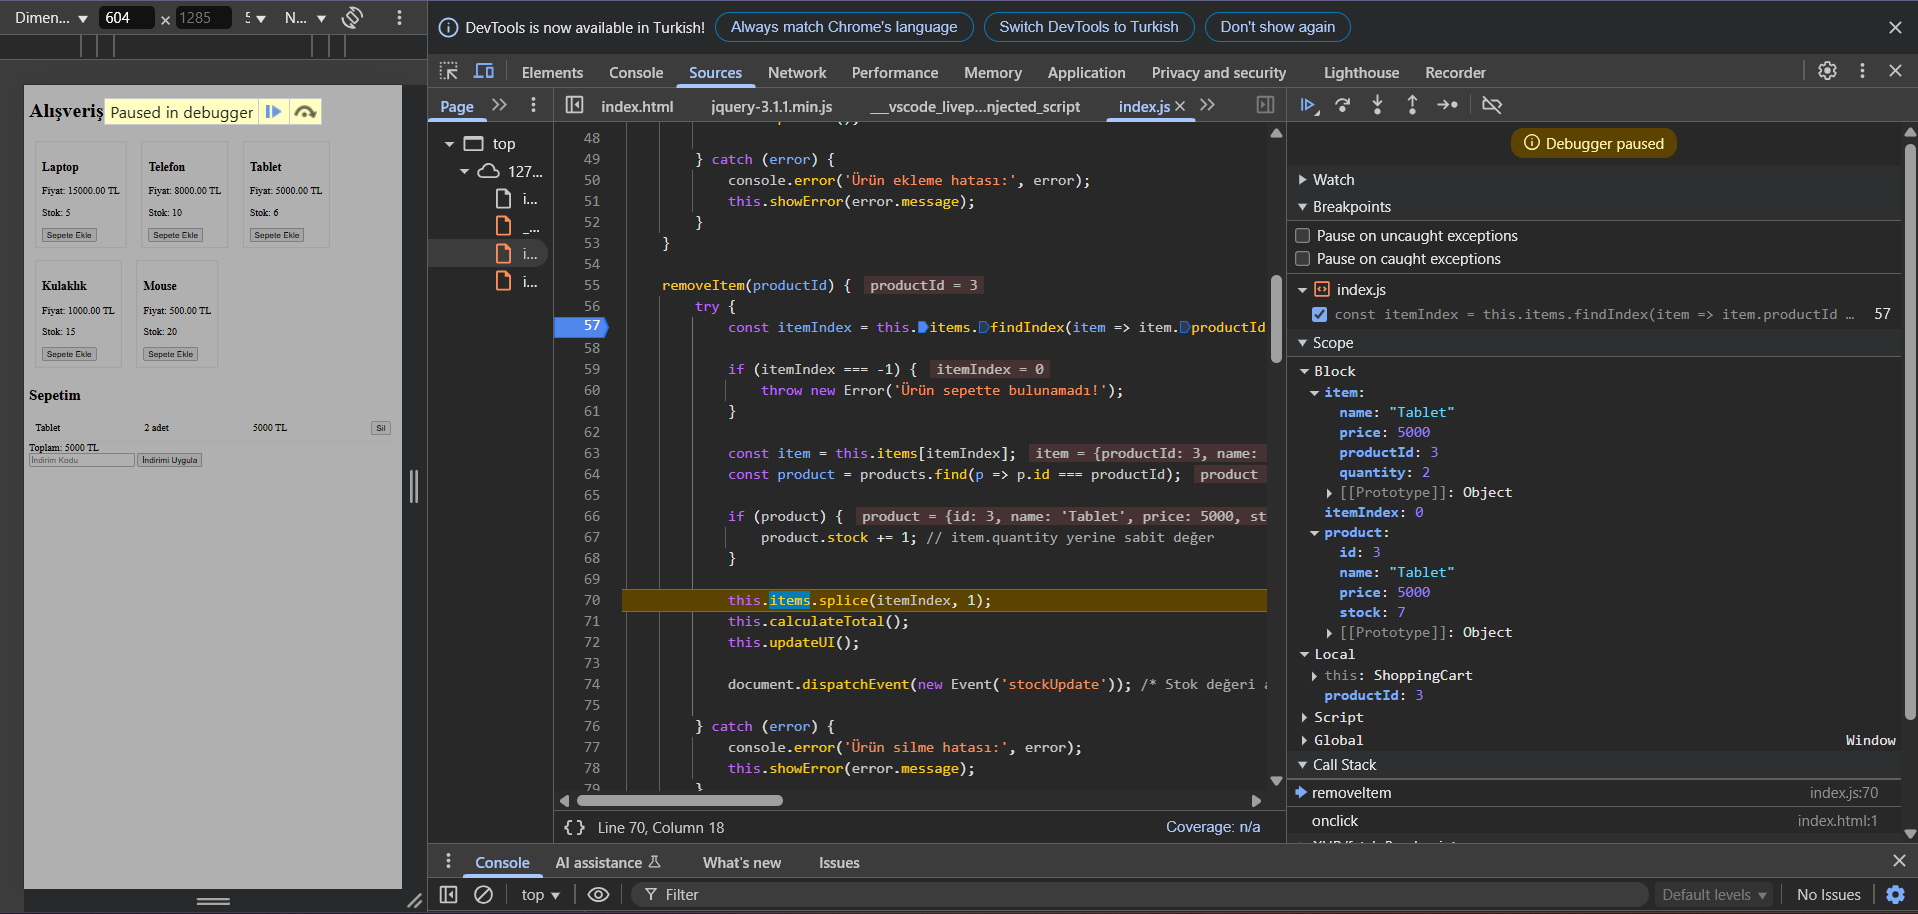 Dimen...
604
×
1285
5
N...
DevTools is now available in Turkish!
Always match Chrome's language
Switch DevTools to Turkish
Don't show again
Elements
Console
Sources
Network
Performance
Memory
Application
Privacy and security
Lighthouse
Recorder
Alışveriş
Paused in debugger
Laptop
Fiyat: 15000.00 TL
Stok: 5
Sepete Ekle
Telefon
Fiyat: 8000.00 TL
Stok: 10
Sepete Ekle
Tablet
Fiyat: 5000.00 TL
Stok: 6
Sepete Ekle
Kulaklık
Fiyat: 1000.00 TL
Stok: 15
Sepete Ekle
Mouse
Fiyat: 500.00 TL
Stok: 20
Sepete Ekle
Sepetim
Tablet 2 adet 5000 TL Sil
Toplam: 5000 TL
İndirim Kodu İndirimi Uygula
Page
top
127...
i...
_...
i...
i...
index.html
jquery-3.1.1.min.js
__vscode_livep...njected_script
index.js
48
49 } catch (error) {
50 console.error('Ürün ekleme hatası:', error);
51 this.showError(error.message);
52 }
53 }
54
55 removeItem(productId) { productId = 3
56 try {
57 const itemIndex = this.items.findIndex(item => item.productId
58
59 if (itemIndex === -1) { itemIndex = 0
60 throw new Error('Ürün sepette bulunamadı!');
61 }
62
63 const item = this.items[itemIndex]; item = {productId: 3, name:
64 const product = products.find(p => p.id === productId); product
65
66 if (product) { product = {id: 3, name: 'Tablet', price: 5000, st
67 product.stock += 1; // item.quantity yerine sabit değer
68 }
69
70 this.items.splice(itemIndex, 1);
71 this.calculateTotal();
72 this.updateUI();
73
74 document.dispatchEvent(new Event('stockUpdate')); /* Stok değeri
75
76 } catch (error) {
77 console.error('Ürün silme hatası:', error);
78 this.showError(error.message);
79 }
{} Line 70, Column 18
Coverage: n/a
Debugger paused
Watch
Breakpoints
Pause on uncaught exceptions
Pause on caught exceptions
index.js
const itemIndex = this.items.findIndex(item => item.productId … 57
Scope
Block
item:
name: "Tablet"
price: 5000
productId: 3
quantity: 2
[[Prototype]]: Object
itemIndex: 0
product:
id: 3
name: "Tablet"
price: 5000
stock: 7
[[Prototype]]: Object
Local
this: ShoppingCart
productId: 3
Script
Global Window
Call Stack
removeItem index.js:70
onclick index.html:1
Console
AI assistance
What's new
Issues
top
Filter
Default levels
No Issues